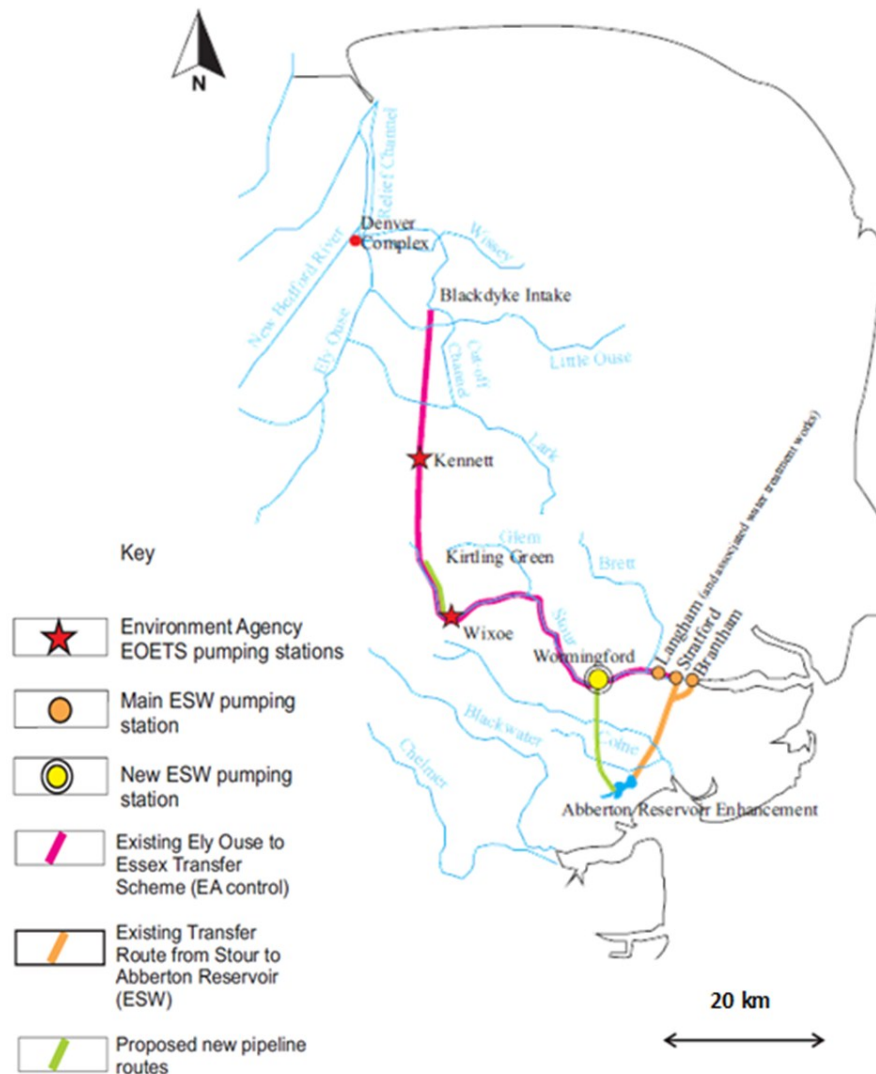 N
Relief Channel
Denver
Complex
Wissey
New Bedford River
Blackdyke Intake
Ely Ouse
Cut-off
Channel
Little Ouse
Lark
Kennett
Glem
Kirtling Green
Brett
Langham (and associated water treatment works)
Stratford
Brantham
Stour
Wixoe
Wormingford
Blackwater
Colne
Chelmer
Abberton Reservoir Enhancement
Key
Environment Agency
EOETS pumping stations
Main ESW pumping
station
New ESW pumping
station
Existing Ely Ouse to
Essex Transfer
Scheme (EA control)
Existing Transfer
Route from Stour to
Abberton Reservoir
(ESW)
Proposed new pipeline
routes
20 km